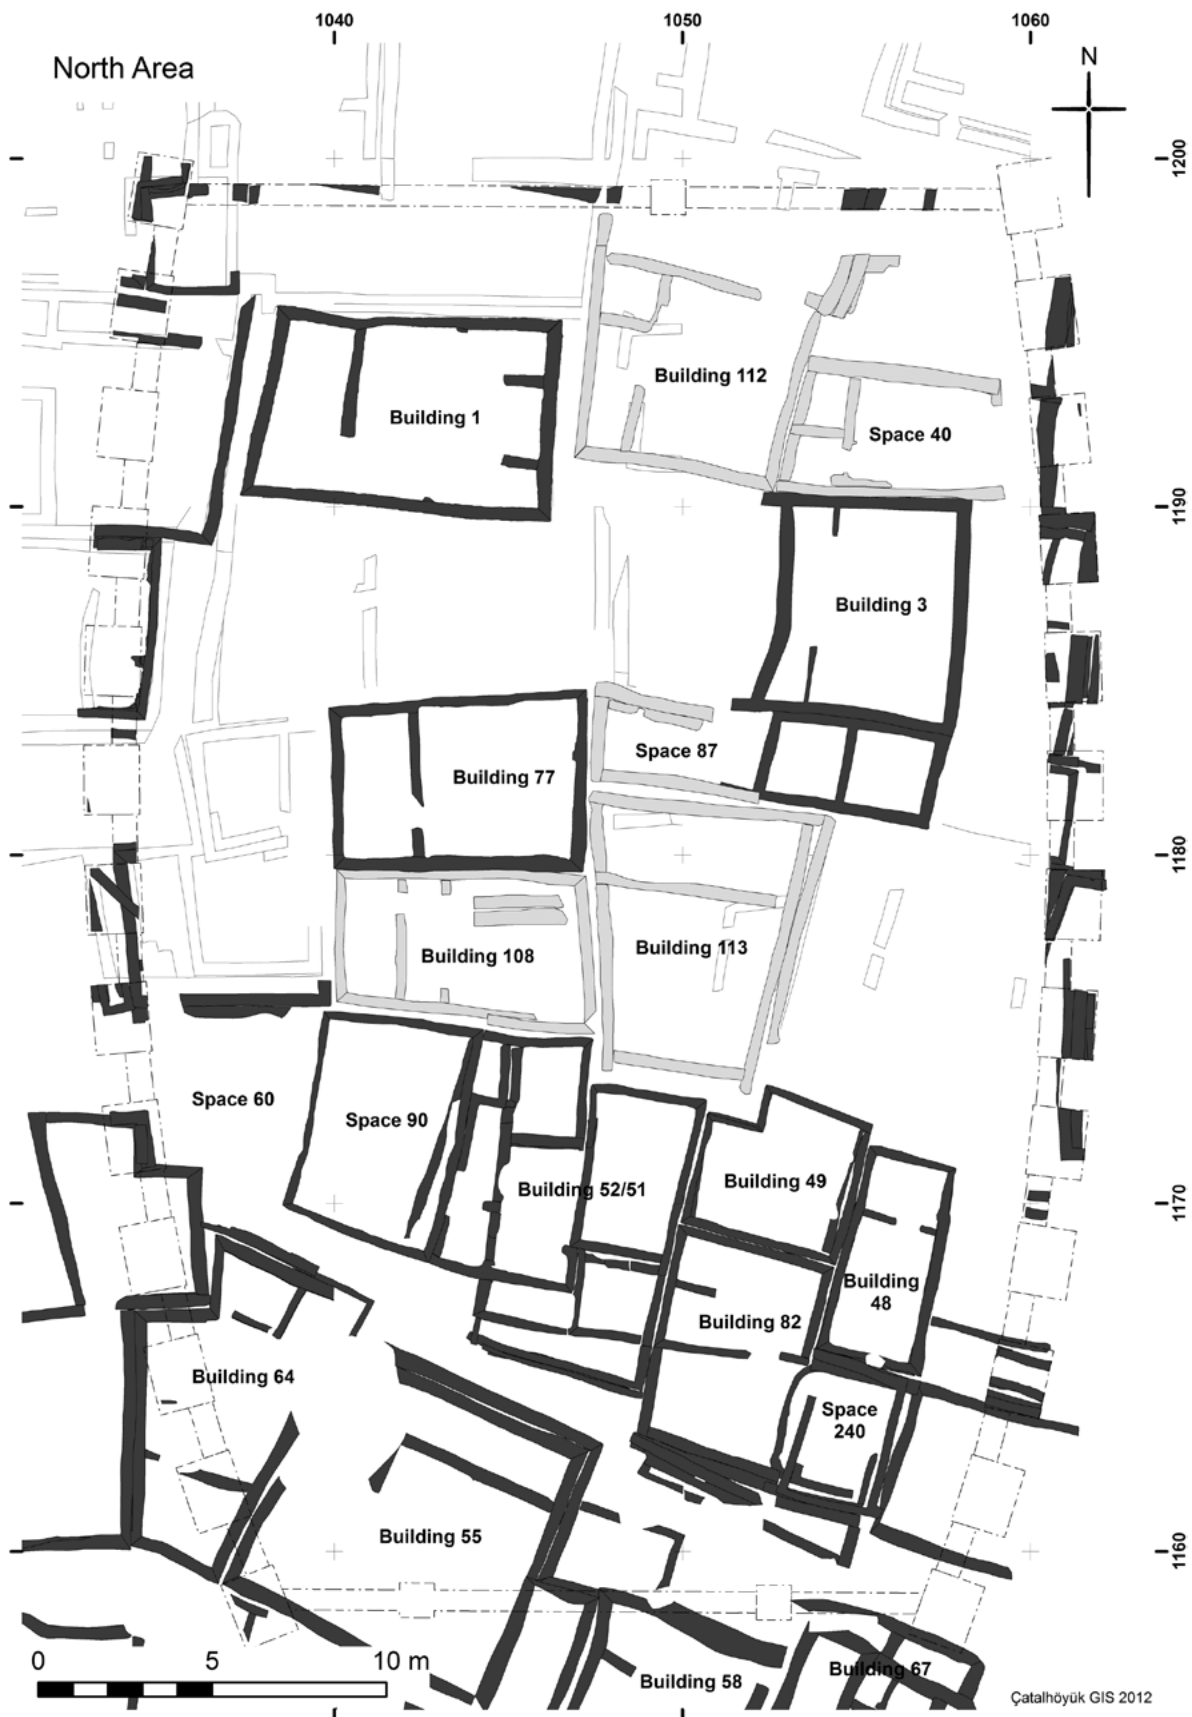 1040
1050
1060
North Area
N
1200
Building 112
Building 1
Space 40
1190
Building 3
Space 87
Building 77
1180
Building 113
Building 108
Space 60
Space 90
Building 49
Building 52/51
1170
Building
48
Building 82
Building 64
Space
240
Building 55
1160
0 5 10 m
Building 67
Building 58
Çatalhöyük GIS 2012